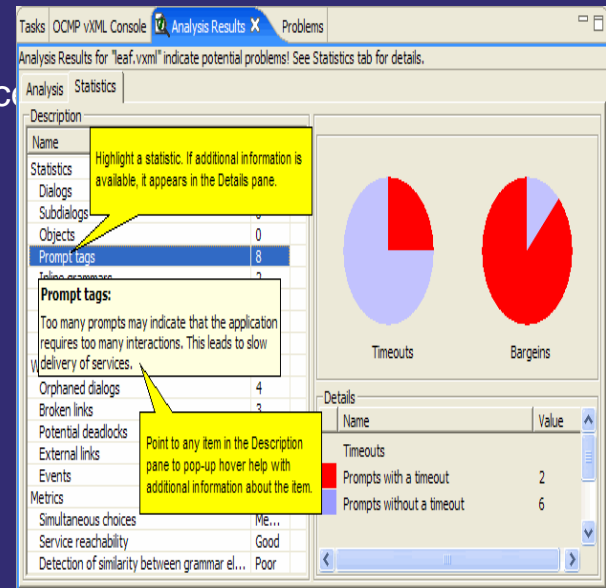 Tasks OCMP vXML Console Analysis Results X Problems
Analysis Results for "leaf.vxml" indicate potential problems! See Statistics tab for details.
Analysis Statistics
Description
Name
Highlight a statistic. If additional information is
available, it appears in the Details pane.
Statistics
Dialogs
Subdialogs
Objects 0
Prompt tags 8
Prompt tags:
Too many prompts may indicate that the application
requires too many interactions. This leads to slow
delivery of services.
Orphaned dialogs 4
Broken links
Potential deadlocks
External links
Events
Point to any item in the Description
pane to pop-up hover help with
additional information about the item.
Metrics
Simultaneous choices Me...
Service reachability Good
Detection of similarity between grammar el... Poor
Timeouts Bargeins
Details
Name Value
Timeouts
Prompts with a timeout 2
Prompts without a timeout 6